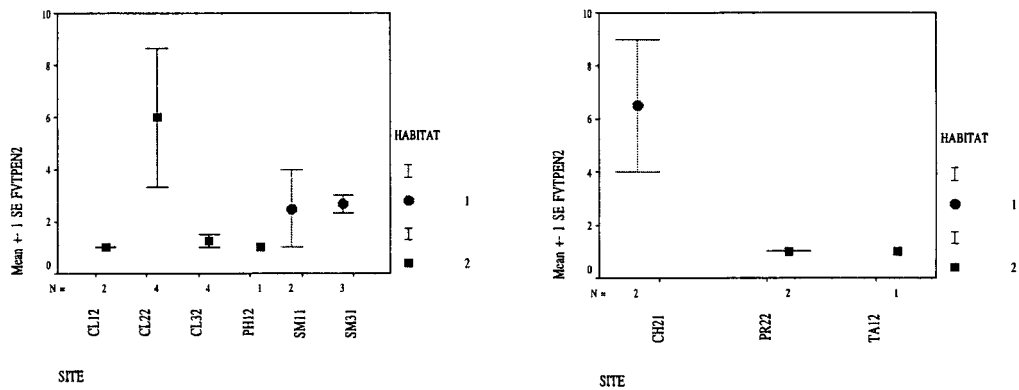 10
8
6
4
2
0
Mean +- 1 SE FVTPEN2
N = 2 4 4 1 2 3
CL12 CL22 CL32 PH12 SM11 SM31
SITE
HABITAT
1
2
10
8
6
4
2
0
Mean +- 1 SE FVTPEN2
N = 2 2 1
CH21 PR22 TA12
SITE
HABITAT
1
2